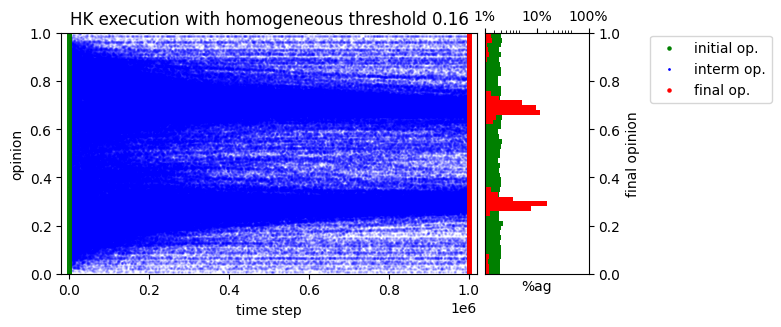 HK execution with homogeneous threshold 0.16
1% 10% 100%
initial op.
interm op.
final op.
1.0
0.8
0.6
0.4
0.2
0.0
opinion
1.0
0.8
0.6
0.4
0.2
0.0
final opinion
0.0 0.2 0.4 0.6 0.8 1.0
1e6
time step
%ag